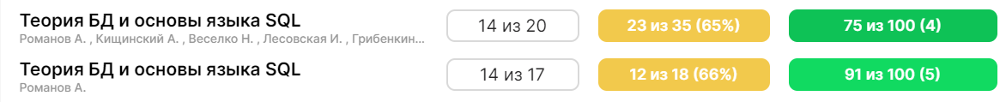 Теория БД и основы языка SQL 14 из 20 23 из 35 (65%) 75 из 100 (4)
Романов А. , Кищинский А. , Веселко Н. , Лесовская И. , Грибенкин...
Теория БД и основы языка SQL 14 из 17 12 из 18 (66%) 91 из 100 (5)
Романов А.